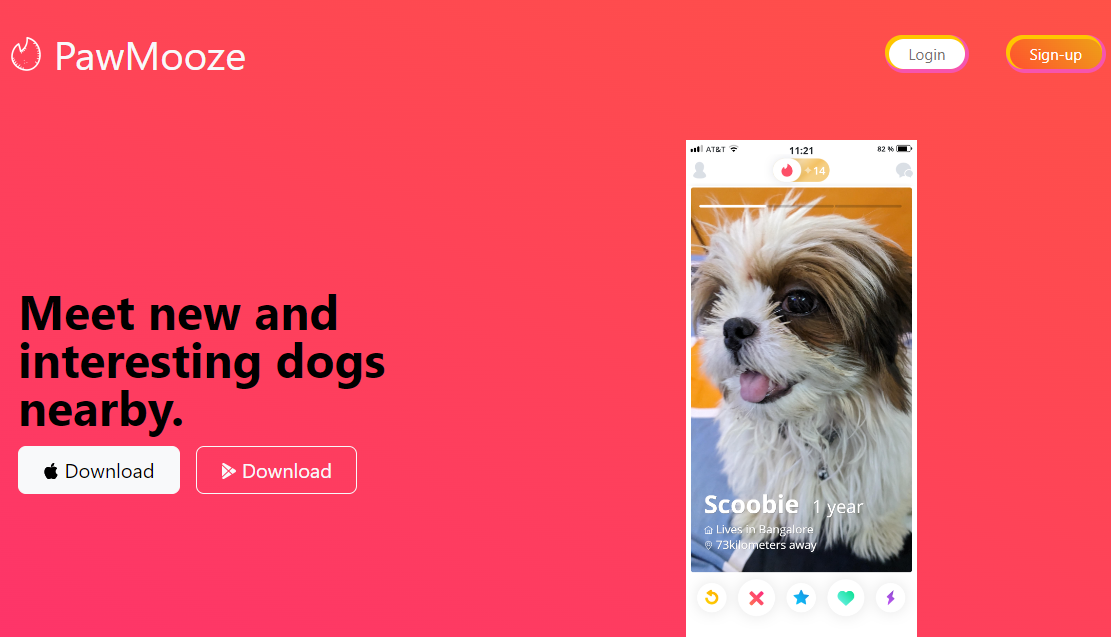 PawMooze
Login
Sign-up
AT&T
11:21
82 %
+14
Meet new and
interesting dogs
nearby.
Download
Download
Scoobie 1 year
Lives in Bangalore
73kilometers away